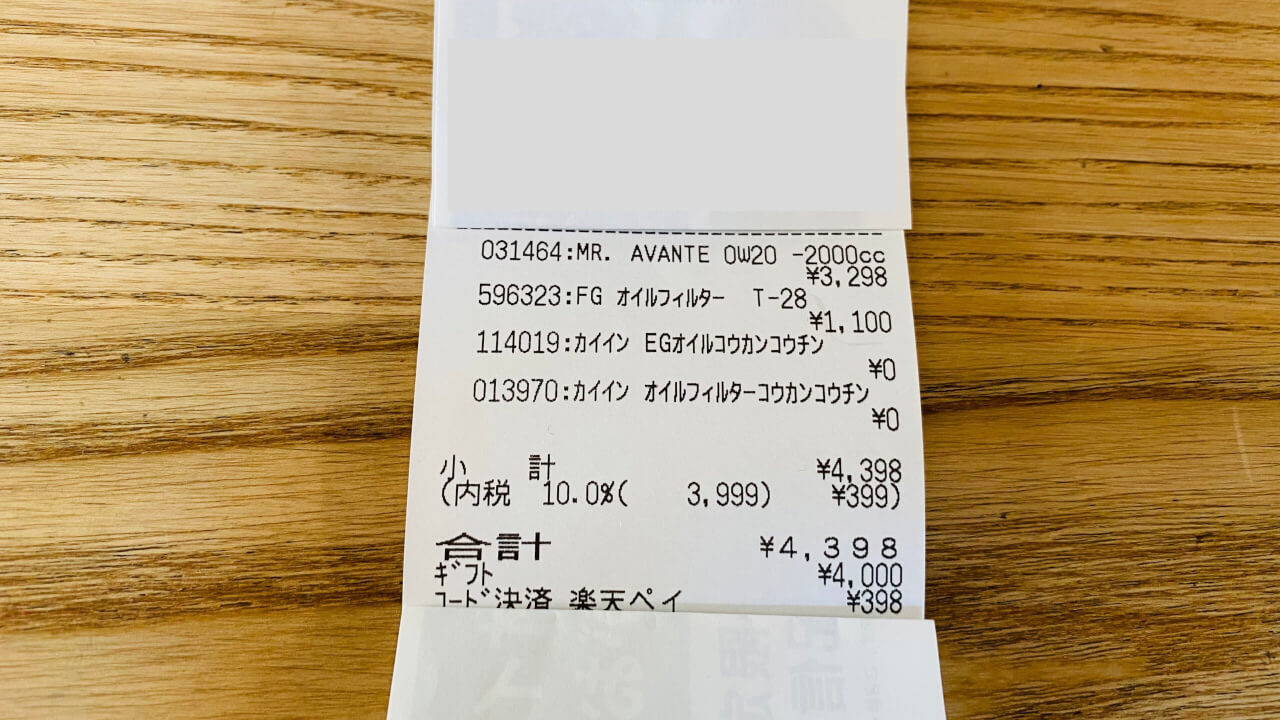 031464:MR. AVANTE 0W20 -2000cc
¥3,298
596323:FG オイルフィルター T-28
¥1,100
114019:カイイン EGオイルコウカンコウチン
¥0
013970:カイイン オイルフィルターコウカンコウチン
¥0
小 計 ¥4,398
(内税 10.0%( 3,999) ¥399)
合計 ¥4,398
ギフト ¥4,000
コード決済 楽天ペイ ¥398